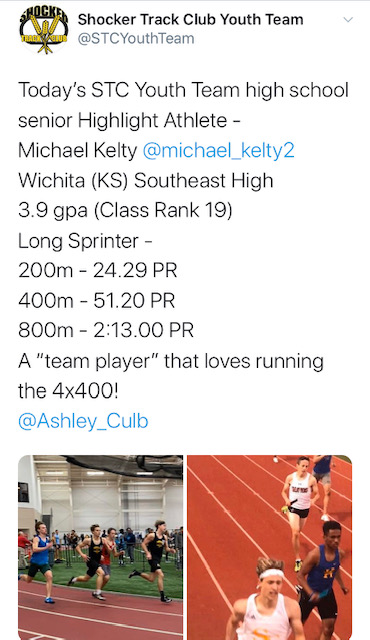 SHOCKER
TRACK CLUB
Shocker Track Club Youth Team
@STCYouthTeam
Today's STC Youth Team high school
senior Highlight Athlete -
Michael Kelty @michael_kelty2
Wichita (KS) Southeast High
3.9 gpa (Class Rank 19)
Long Sprinter -
200m - 24.29 PR
400m - 51.20 PR
800m - 2:13.00 PR
A "team player" that loves running
the 4x400!
@Ashley_Culb